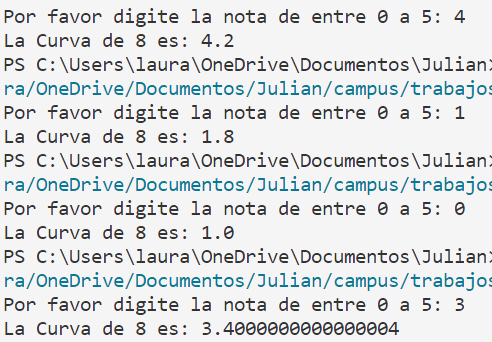 Por favor digite la nota de entre 0 a 5: 4
La Curva de 8 es: 4.2
PS C:\Users\laura\OneDrive\Documentos\Julian>
ra/OneDrive/Documentos/Julian/campus/trabajos
Por favor digite la nota de entre 0 a 5: 1
La Curva de 8 es: 1.8
PS C:\Users\laura\OneDrive\Documentos\Julian>
ra/OneDrive/Documentos/Julian/campus/trabajos
Por favor digite la nota de entre 0 a 5: 0
La Curva de 8 es: 1.0
PS C:\Users\laura\OneDrive\Documentos\Julian>
ra/OneDrive/Documentos/Julian/campus/trabajos
Por favor digite la nota de entre 0 a 5: 3
La Curva de 8 es: 3.4000000000000004